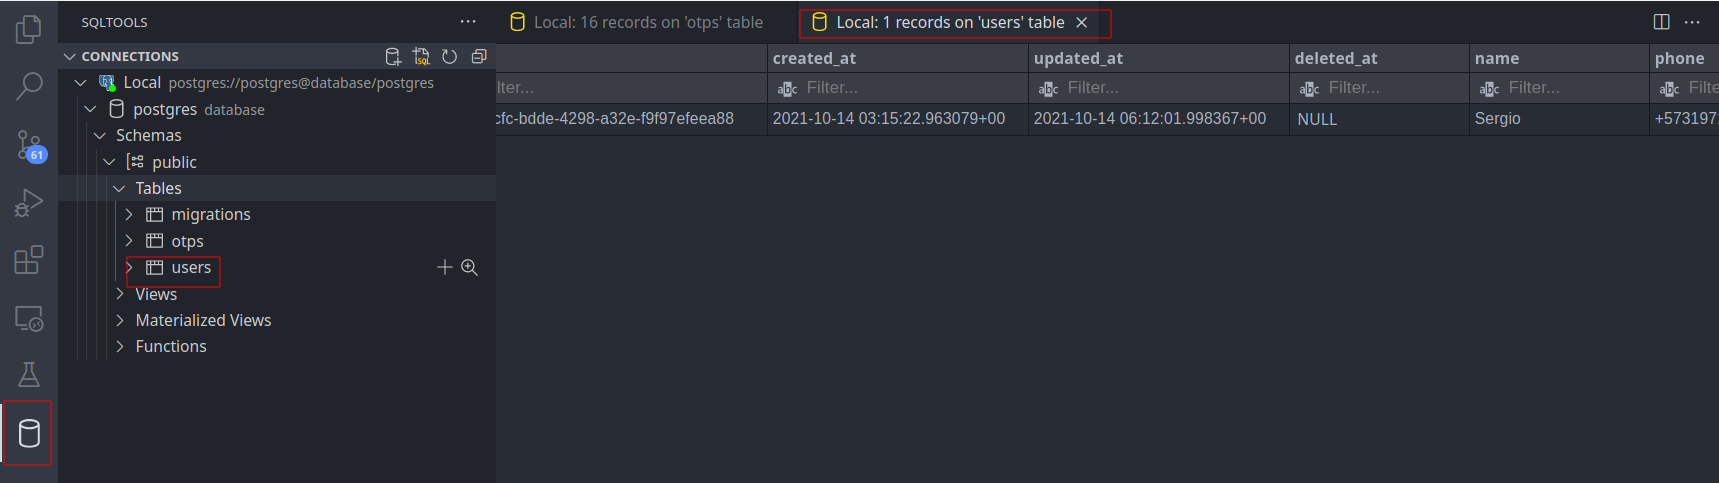 SQLTOOLS
CONNECTIONS
Local postgres://postgres@database/postgres
postgres database
Schemas
public
Tables
migrations
otps
users
Views
Materialized Views
Functions
61
Local: 16 records on 'otps' table
Local: 1 records on 'users' table
created_at updated_at deleted_at name phone
lter... Filter... Filter... Filter... Filter... Filte
cfc-bdde-4298-a32e-f9f97efeea88 2021-10-14 03:15:22.963079+00 2021-10-14 06:12:01.998367+00 NULL Sergio +573197